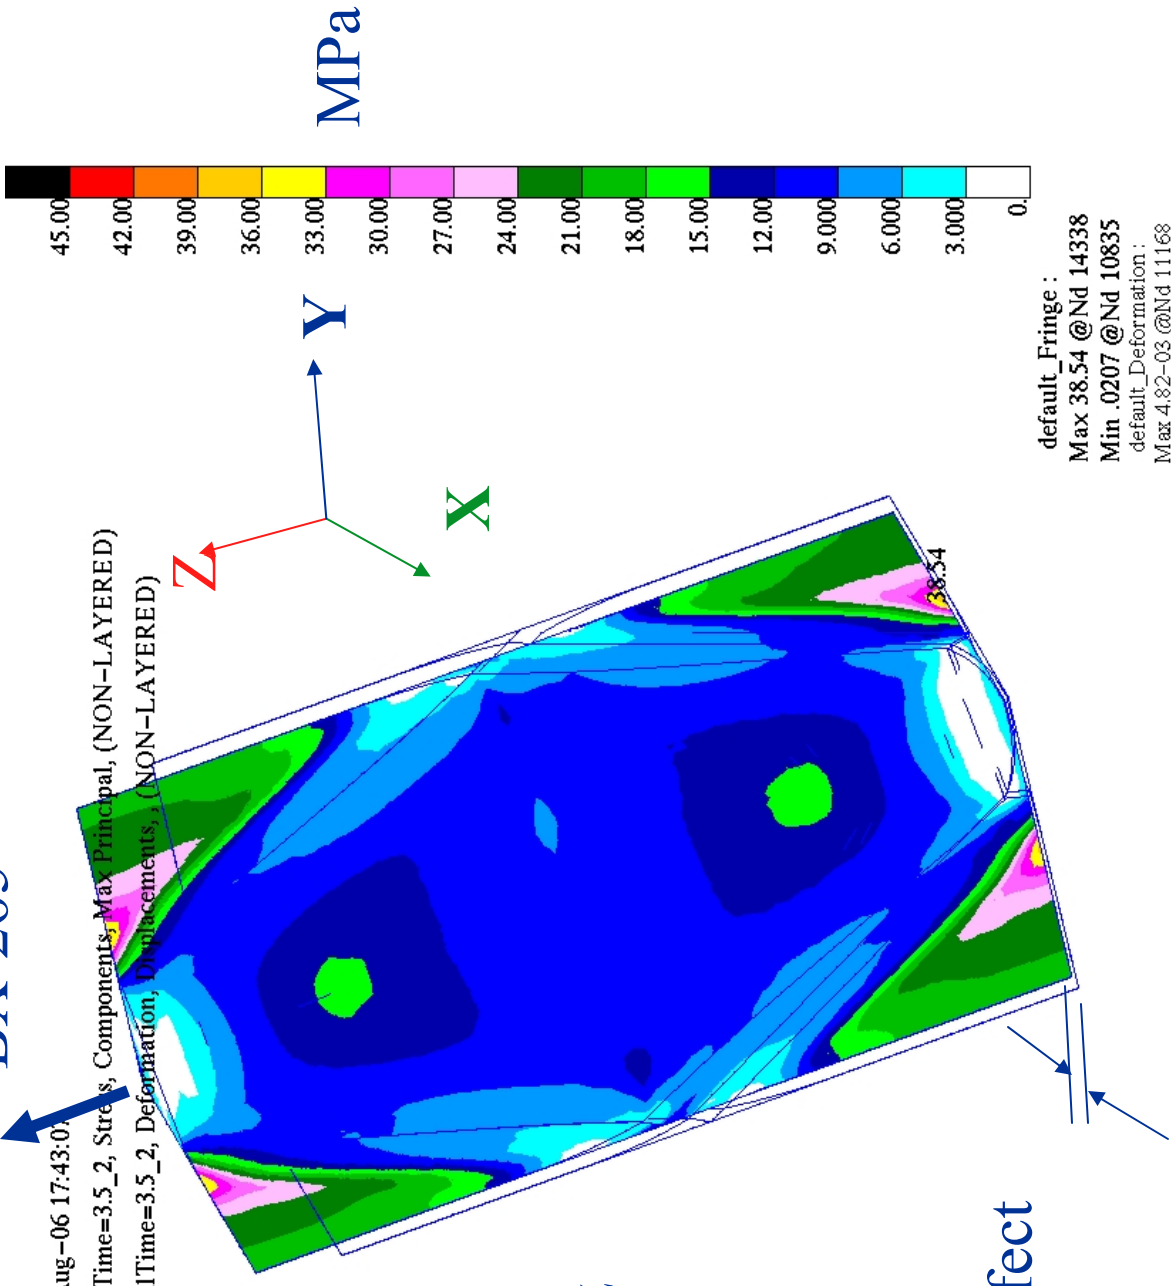 17:43:07
Time=3.5_2, Stress, Components, Max Principal, (NON-LAYERED)
Time=3.5_2, Deformation, Displacements, , (NON-LAYERED)
Z
Y
X
MPa
45.00
42.00
39.00
36.00
33.00
30.00
27.00
24.00
21.00
18.00
15.00
12.00
9.000
6.000
3.000
0.
38.54
default_Fringe :
Max 38.54 @Nd 14338
Min .0207 @Nd 10835
default_Deformation :
Max 4.82-03 @Nd 11168
fect